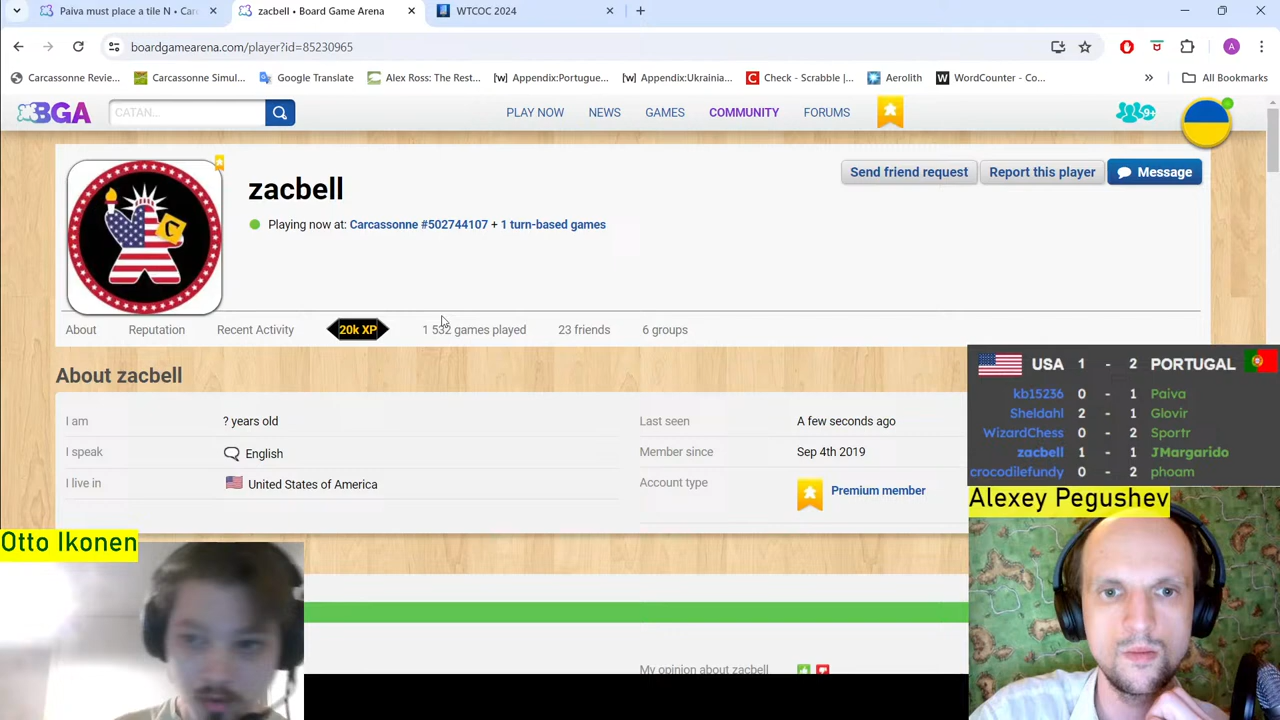 Paiva must place a tile N • Car
zacbell • Board Game Arena
WTCOC 2024
boardgamearena.com/player?id=85230965
A
Carcassonne Revie...
Carcassonne Simul...
Google Translate
Alex Ross: The Rest...
[w] Appendix:Portugue...
[w] Appendix:Ukrainia...
Check - Scrabble |...
Aerolith
WordCounter - Co...
»
All Bookmarks
BGA
CATAN...
PLAY NOW
NEWS
GAMES
COMMUNITY
FORUMS
9+
C
zacbell
Send friend request
Report this player
Message
Playing now at: Carcassonne #502744107 + 1 turn-based games
About
Reputation
Recent Activity
20k XP
1 532 games played
23 friends
6 groups
About zacbell
I am
? years old
I speak
English
I live in
United States of America
Last seen
A few seconds ago
Member since
Sep 4th 2019
Account type
Premium member
My opinion about zacbell
USA 1 - 2 PORTUGAL
kb15236 0 - 1 Paiva
Sheldahl 2 - 1 Glovir
WizardChess 0 - 2 Sportr
zacbell 1 - 1 JMargarido
crocodilefundy 0 - 2 phoam
Otto Ikonen
Alexey Pegushev